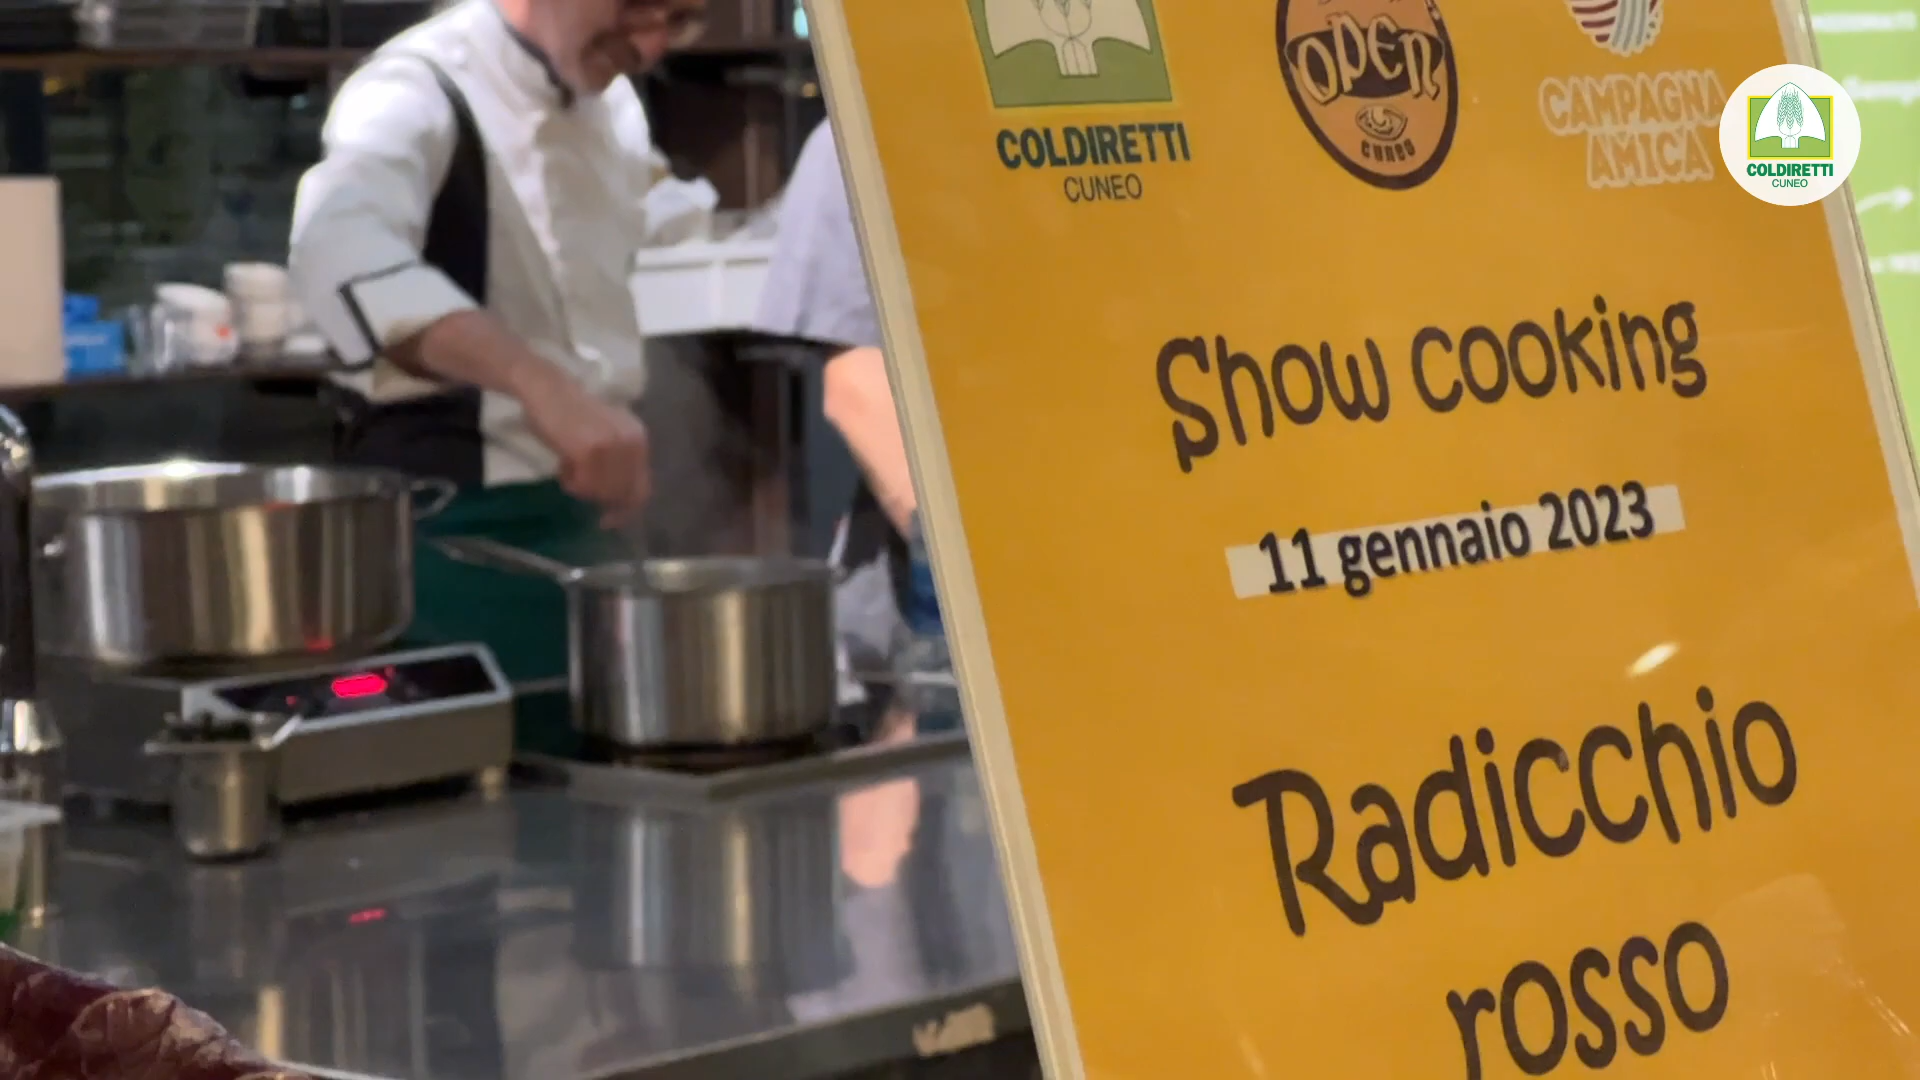 COLDIRETTI
CUNEO
OPEN
cuneo
CAMPAGNA
AMICA
COLDIRETTI
CUNEO
Show cooking
11 gennaio 2023
Radicchio
rosso